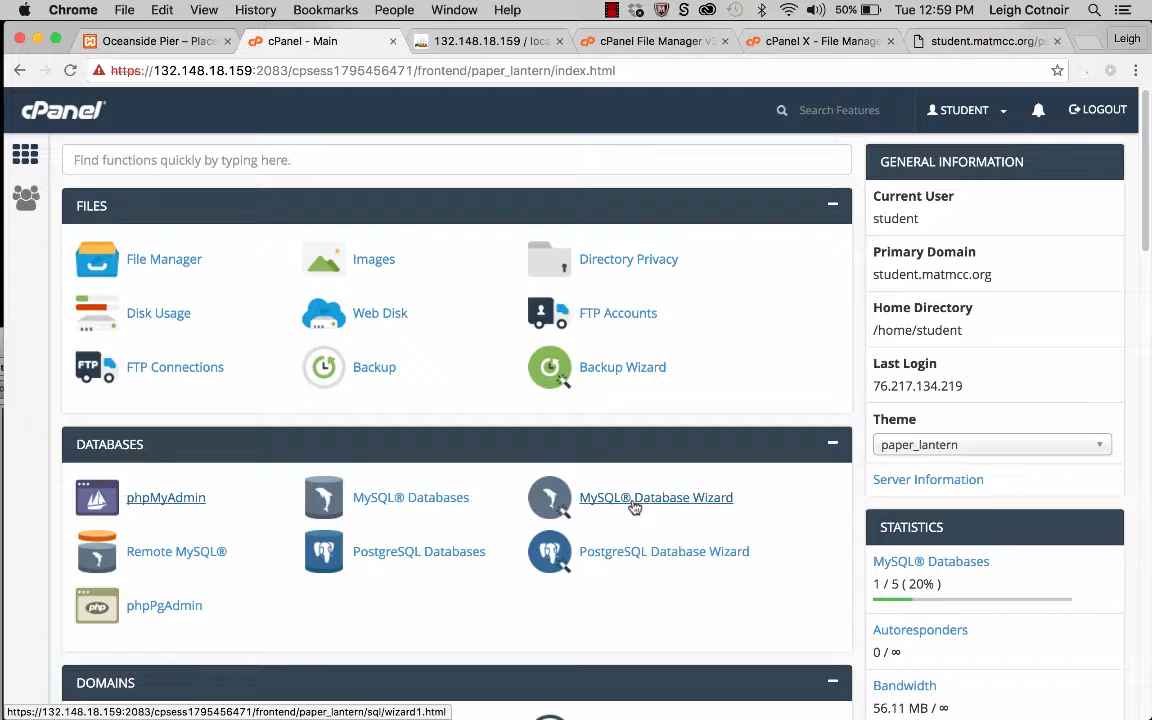 Chrome File Edit View History Bookmarks People Window Help 50% Tue 12:59 PM Leigh Cotnoir
Oceanside Pier – Place × cPanel - Main × 132.148.18.159 / loca × cPanel File Manager v3 × cPanel X - File Manage × student.matmcc.org/p × Leigh
https://132.148.18.159:2083/cpsess1795456471/frontend/paper_lantern/index.html
cPanel Search Features STUDENT LOGOUT
Find functions quickly by typing here.
FILES
File Manager Images Directory Privacy
Disk Usage Web Disk FTP Accounts
FTP FTP Connections Backup Backup Wizard
DATABASES
phpMyAdmin MySQL® Databases MySQL® Database Wizard
Remote MySQL® PostgreSQL Databases PostgreSQL Database Wizard
php phpPgAdmin
DOMAINS
GENERAL INFORMATION
Current User
student
Primary Domain
student.matmcc.org
Home Directory
/home/student
Last Login
76.217.134.219
Theme
paper_lantern
Server Information
STATISTICS
MySQL® Databases
1 / 5 ( 20% )
Autoresponders
0 / ∞
Bandwidth
56.11 MB / ∞
https://132.148.18.159:2083/cpsess1795456471/frontend/paper_lantern/sql/wizard1.html